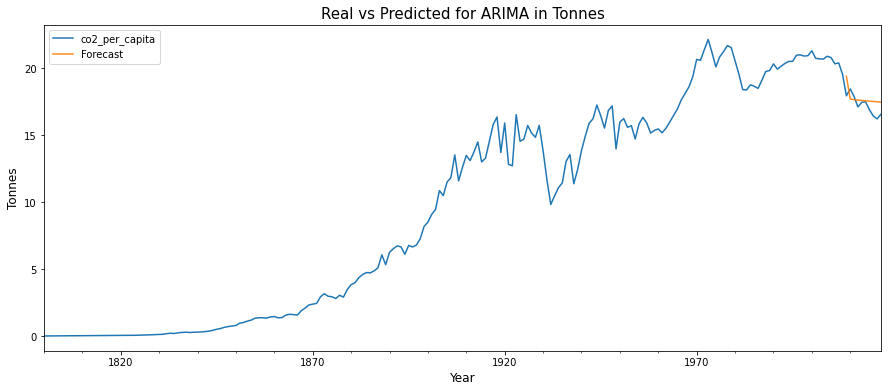 Real vs Predicted for ARIMA in Tonnes
co2_per_capita
Forecast
Tonnes
20
15
10
5
0
1820
1870
1920
1970
Year